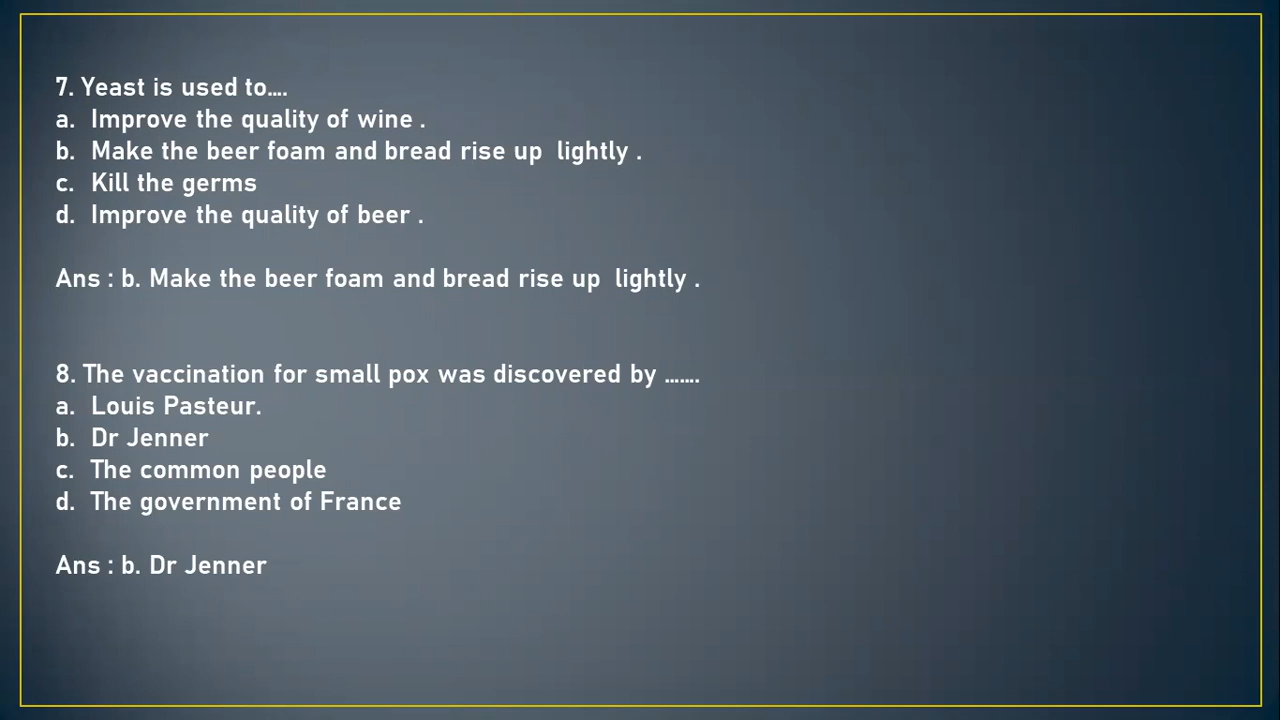 7. Yeast is used to....
a. Improve the quality of wine .
b. Make the beer foam and bread rise up lightly .
c. Kill the germs
d. Improve the quality of beer .
Ans : b. Make the beer foam and bread rise up lightly .
8. The vaccination for small pox was discovered by .......
a. Louis Pasteur.
b. Dr Jenner
c. The common people
d. The government of France
Ans : b. Dr Jenner